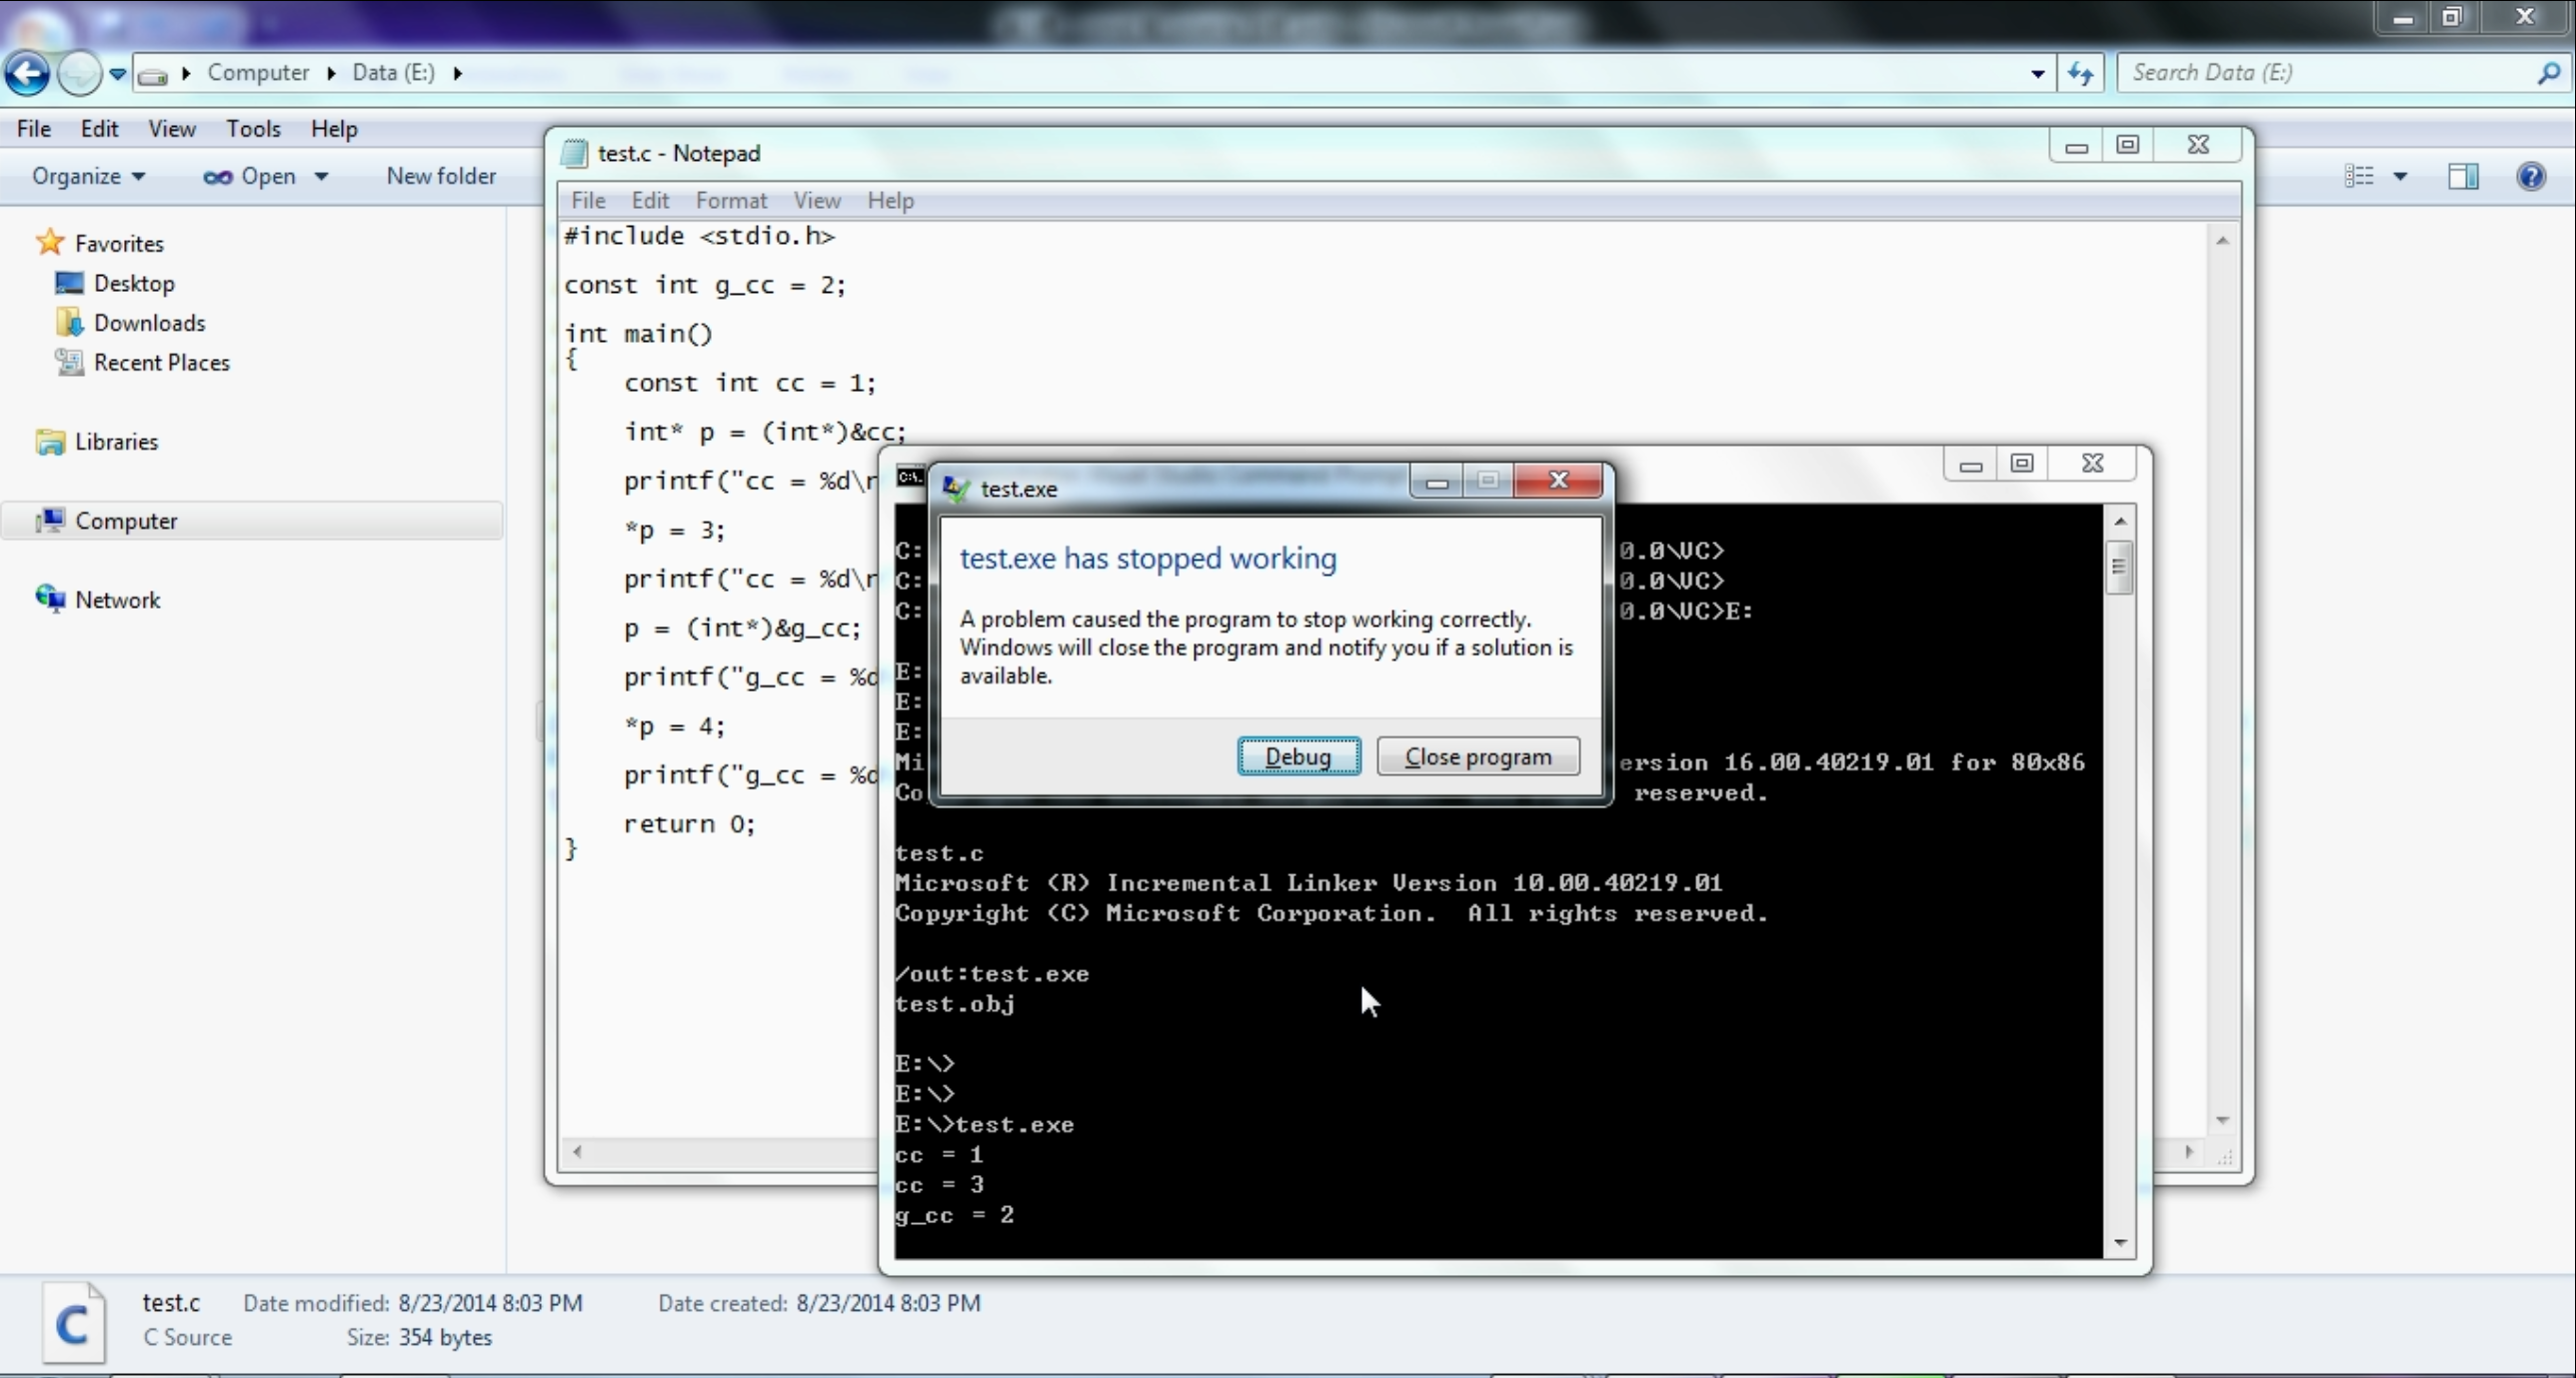 Computer
Data (E:)
Search Data (E:)
File Edit View Tools Help
Organize Open New folder
Favorites
Desktop
Downloads
Recent Places
Libraries
Computer
Network
test.c - Notepad
File Edit Format View Help
#include <stdio.h>
const int g_cc = 2;
int main()
{
const int cc = 1;
int* p = (int*)&cc;
printf("cc = %d\n
*p = 3;
printf("cc = %d\n
p = (int*)&g_cc;
printf("g_cc = %d
*p = 4;
printf("g_cc = %d
return 0;
}
test.exe
test.exe has stopped working
A problem caused the program to stop working correctly.
Windows will close the program and notify you if a solution is
available.
Debug Close program
C: 0.0\VC>
C: 0.0\VC>
C: 0.0\VC>E:
E:
E:
E:
Mi ersion 16.00.40219.01 for 80x86
Co reserved.
test.c
Microsoft (R) Incremental Linker Version 10.00.40219.01
Copyright (C) Microsoft Corporation.  All rights reserved.
/out:test.exe
test.obj
E:\>
E:\>
E:\>test.exe
cc = 1
cc = 3
g_cc = 2
test.c Date modified: 8/23/2014 8:03 PM Date created: 8/23/2014 8:03 PM
C Source Size: 354 bytes